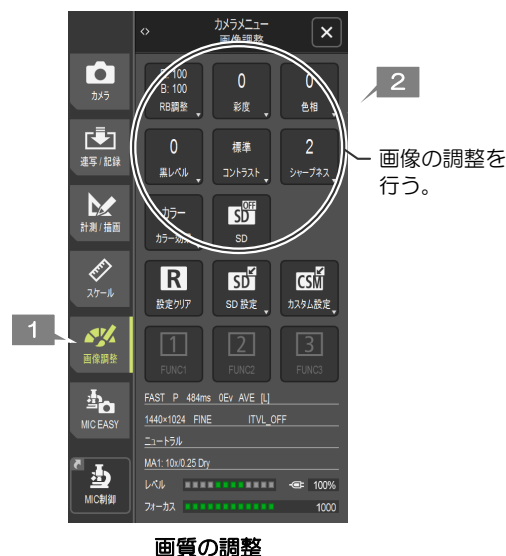 カメラメニュー
画像調整
カメラ
連写/記録
計測/描画
スケール
画像調整
MIC EASY
MIC制御
R: 100
B: 100
RB調整
0
彩度
0
色相
0
黒レベル
標準
コントラスト
2
シャープネス
カラー
カラー効果
SD OFF
SD
R
設定クリア
SD
SD 設定
CSM
カスタム設定
1
FUNC1
2
FUNC2
3
FUNC3
FAST P 484ms 0Ev AVE [L]
1440×1024 FINE ITVL_OFF
ニュートラル
MA1: 10x/0.25 Dry
レベル 100%
フォーカス 1000
1
2
画像の調整を
行う。
画質の調整